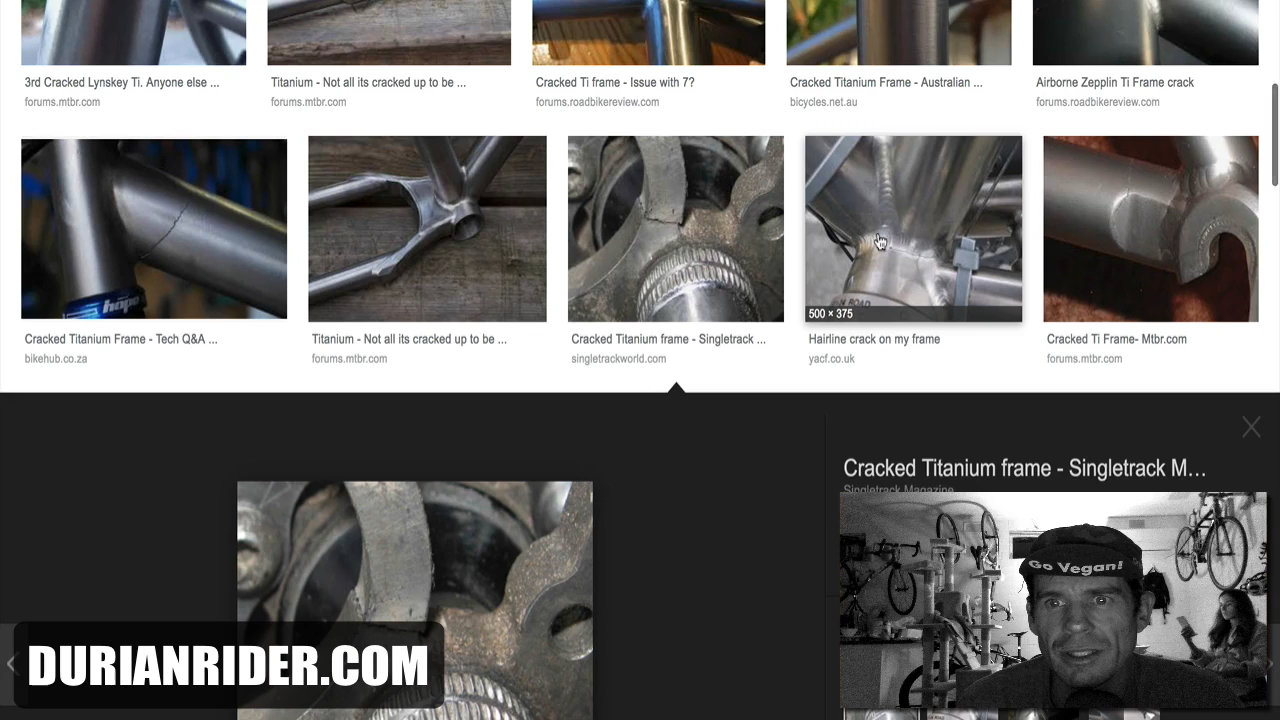 3rd Cracked Lynskey Ti. Anyone else ...
forums.mtbr.com
Titanium - Not all its cracked up to be ...
forums.mtbr.com
Cracked Ti frame - Issue with 7?
forums.roadbikereview.com
Cracked Titanium Frame - Australian ...
bicycles.net.au
Airborne Zepplin Ti Frame crack
forums.roadbikereview.com
hope
500 × 375
Cracked Titanium Frame - Tech Q&A ...
bikehub.co.za
Titanium - Not all its cracked up to be ...
forums.mtbr.com
Cracked Titanium frame - Singletrack ...
singletrackworld.com
Hairline crack on my frame
yacf.co.uk
Cracked Ti Frame- Mtbr.com
forums.mtbr.com
Cracked Titanium frame - Singletrack M...
Singletrack Magazine
Go Vegan!
DURIANRIDER.COM